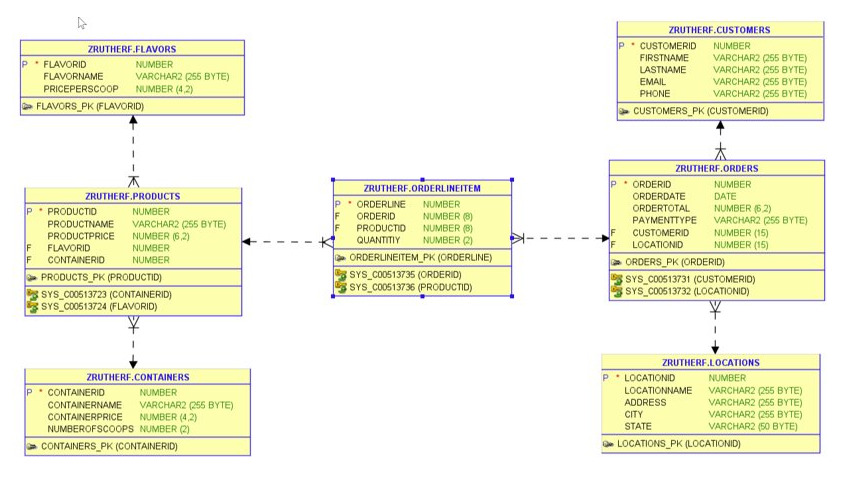 ZRUTHERF.FLAVORS
P * FLAVORID NUMBER
FLAVORNAME VARCHAR2 (255 BYTE)
PRICEPERSCOOP NUMBER (4,2)
FLAVORS_PK (FLAVORID)
ZRUTHERF.CUSTOMERS
P * CUSTOMERID NUMBER
FIRSTNAME VARCHAR2 (255 BYTE)
LASTNAME VARCHAR2 (255 BYTE)
EMAIL VARCHAR2 (255 BYTE)
PHONE VARCHAR2 (255 BYTE)
CUSTOMERS_PK (CUSTOMERID)
ZRUTHERF.PRODUCTS
P * PRODUCTID NUMBER
PRODUCTNAME VARCHAR2 (255 BYTE)
PRODUCTPRICE NUMBER (6,2)
F FLAVORID NUMBER
F CONTAINERID NUMBER
PRODUCTS_PK (PRODUCTID)
SYS_C00513723 (CONTAINERID)
SYS_C00513724 (FLAVORID)
ZRUTHERF.ORDERLINEITEM
P * ORDERLINE NUMBER
F ORDERID NUMBER (8)
F PRODUCTID NUMBER (8)
QUANTITIY NUMBER (2)
ORDERLINEITEM_PK (ORDERLINE)
SYS_C00513735 (ORDERID)
SYS_C00513736 (PRODUCTID)
ZRUTHERF.ORDERS
P * ORDERID NUMBER
ORDERDATE DATE
ORDERTOTAL NUMBER (6,2)
PAYMENTTYPE VARCHAR2 (255 BYTE)
F CUSTOMERID NUMBER (15)
F LOCATIONID NUMBER (15)
ORDERS_PK (ORDERID)
SYS_C00513731 (CUSTOMERID)
SYS_C00513732 (LOCATIONID)
ZRUTHERF.CONTAINERS
P * CONTAINERID NUMBER
CONTAINERNAME VARCHAR2 (255 BYTE)
CONTAINERPRICE NUMBER (4,2)
NUMBEROFSCOOPS NUMBER (2)
CONTAINERS_PK (CONTAINERID)
ZRUTHERF.LOCATIONS
P * LOCATIONID NUMBER
LOCATIONNAME VARCHAR2 (255 BYTE)
ADDRESS VARCHAR2 (255 BYTE)
CITY VARCHAR2 (255 BYTE)
STATE VARCHAR2 (50 BYTE)
LOCATIONS_PK (LOCATIONID)